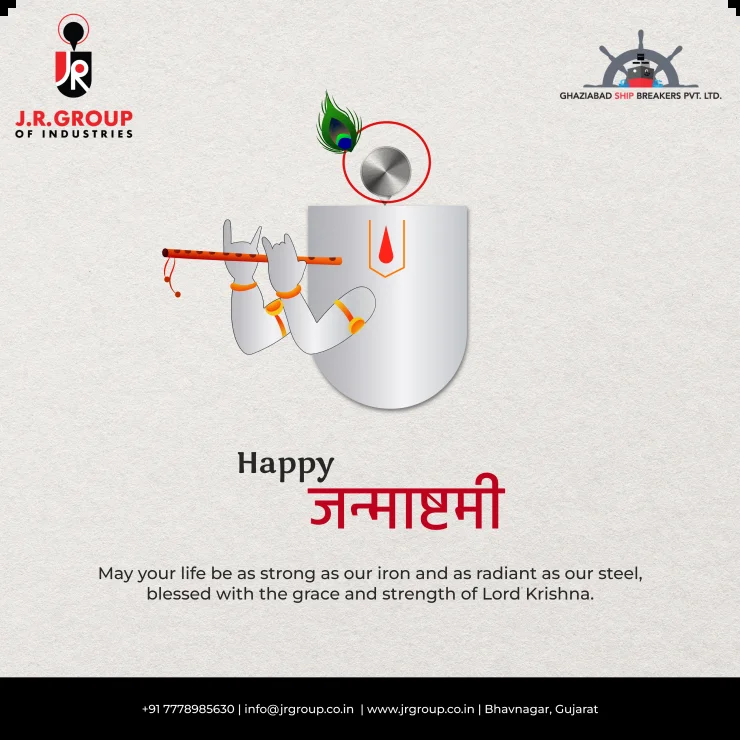 JR
J.R.GROUP
OF INDUSTRIES
GHAZIABAD SHIP BREAKERS PVT. LTD.
Happy
जन्माष्टमी
May your life be as strong as our iron and as radiant as our steel,
blessed with the grace and strength of Lord Krishna.
+91 7778985630 | info@jrgroup.co.in | www.jrgroup.co.in | Bhavnagar, Gujarat